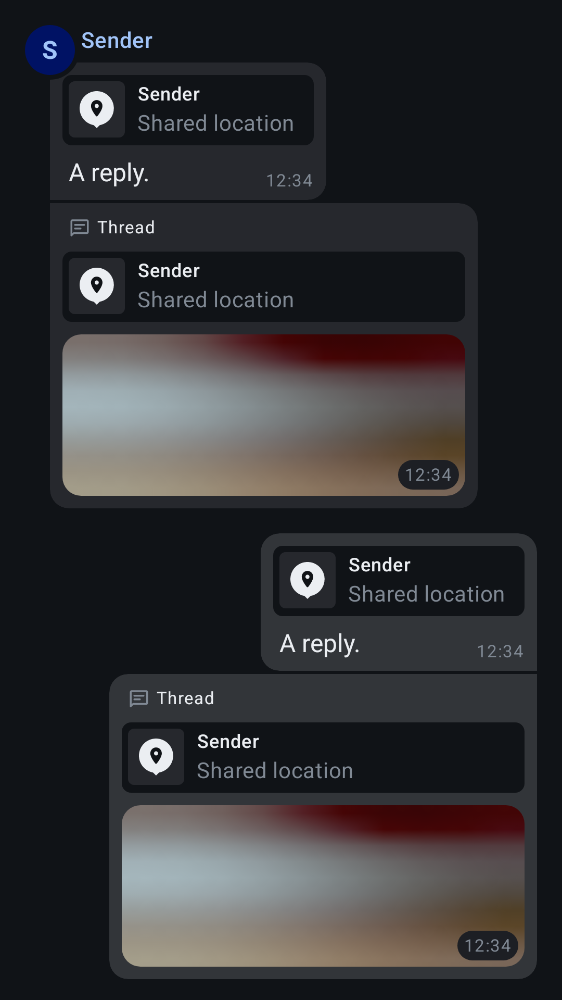 S
Sender
Sender
Shared location
A reply.
12:34
Thread
Sender
Shared location
12:34
Sender
Shared location
A reply.
12:34
Thread
Sender
Shared location
12:34